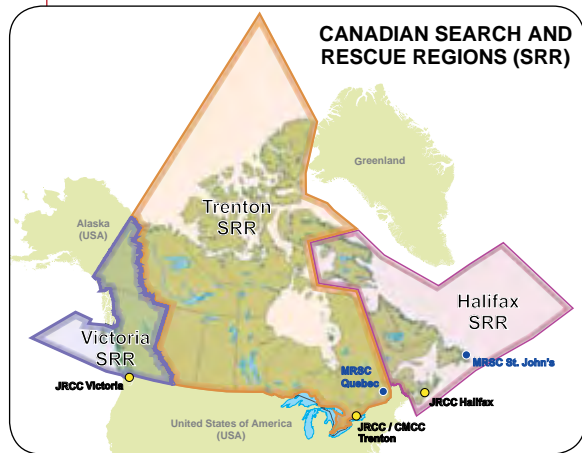 CANADIAN SEARCH AND
RESCUE REGIONS (SRR)
Greenland
Alaska
(USA)
Trenton
SRR
Halifax
SRR
Victoria
SRR
MRSC St. John's
JRCC Victoria
MRSC
Quebec
JRCC Halifax
United States of America
(USA)
JRCC / CMCC
Trenton